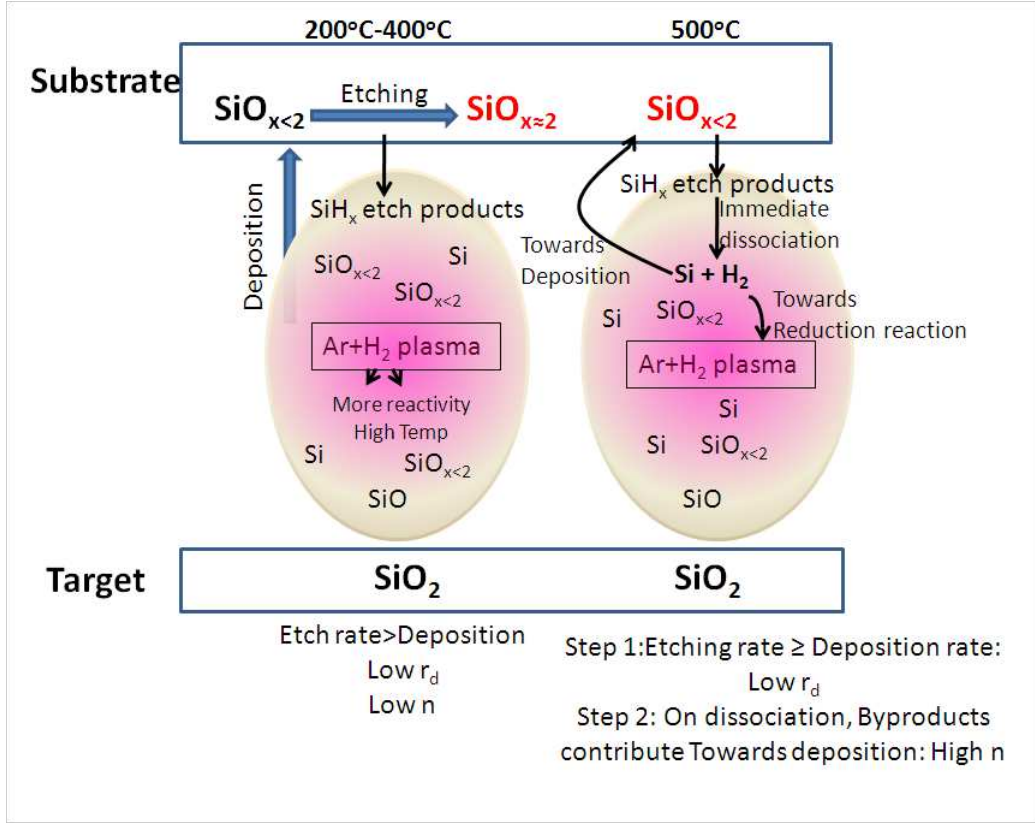 200°C-400°C
500°C
Substrate
SiOₓ<₂
Etching
SiOₓ≈₂
SiOₓ<₂
Deposition
SiHₓ etch products
SiOₓ<₂
Si
SiOₓ<₂
Ar+H₂ plasma
More reactivity
High Temp
Si
SiOₓ<₂
SiO
SiHₓ etch products
Immediate
dissociation
Towards
Deposition
Si + H₂
Si
SiOₓ<₂
Towards
Reduction reaction
Ar+H₂ plasma
Si
Si
SiOₓ<₂
SiO
Target
SiO₂
SiO₂
Etch rate>Deposition
Low r_d
Low n
Step 1:Etching rate ≥ Deposition rate:
Low r_d
Step 2: On dissociation, Byproducts
contribute Towards deposition: High n